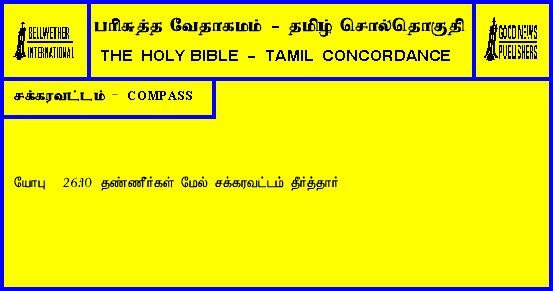 BELLWETHER
INTERNATIONAL
பரிசுத்த வேதாகமம் - தமிழ் சொல்தொகுதி
THE HOLY BIBLE - TAMIL CONCORDANCE
GOOD NEWS
PUBLISHERS
சக்கரவட்டம் - COMPASS
யோபு 26:10 தண்ணீர்கள் மேல் சக்கரவட்டம் தீர்த்தார்